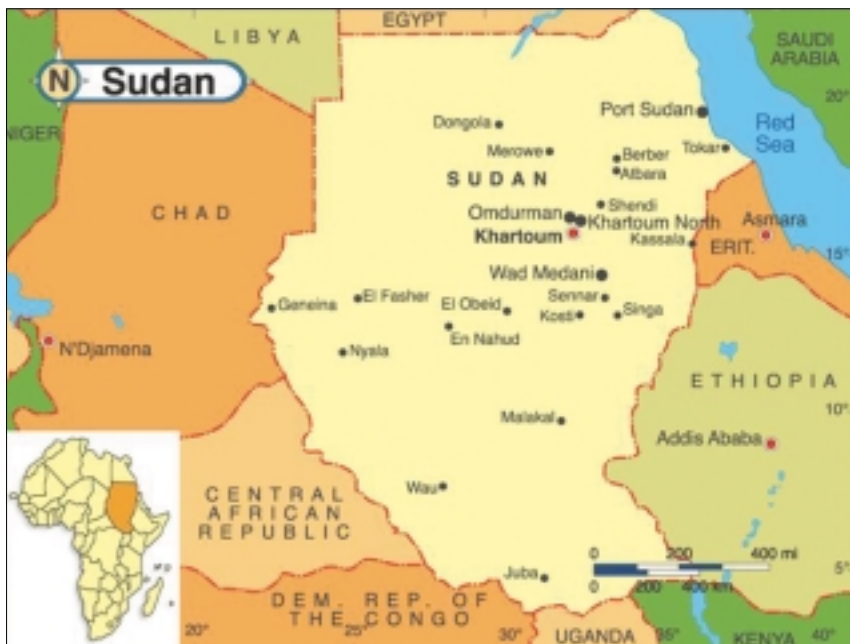 EGYPT
LIBYA
SAUDI
ARABIA
N Sudan
20°
Port Sudan
Red
Sea
NIGER
Dongola
Merowe
Berber
Tokar
Atbara
SUDAN
CHAD
Shendi
Omdurman
Khartoum North
Asmara
Khartoum
Kassala
ERIT.
15°
Wad Medani
Geneina
El Fasher
El Obeid
Sennar
Kosti
Singa
En Nahud
N'Djamena
Nyala
ETHIOPIA
10°
Malakal
Addis Ababa
Wau
CENTRAL
AFRICAN
REPUBLIC
0 200 400 mi
Juba
0 200 400 km
5°
DEM. REP. OF
THE CONGO
20°
25°
30°
UGANDA
35°
KENYA
40°